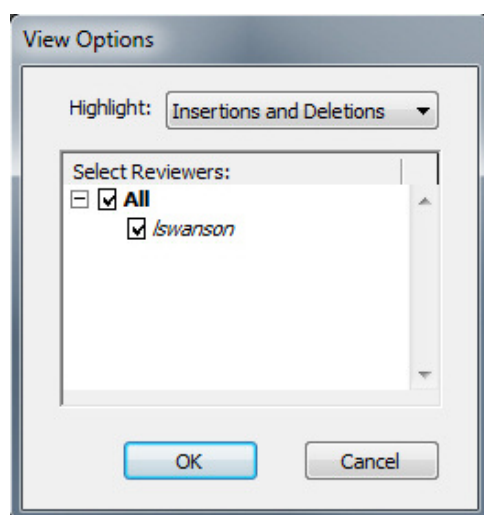 View Options
Highlight: Insertions and Deletions
Select Reviewers:
All
lswanson
OK Cancel